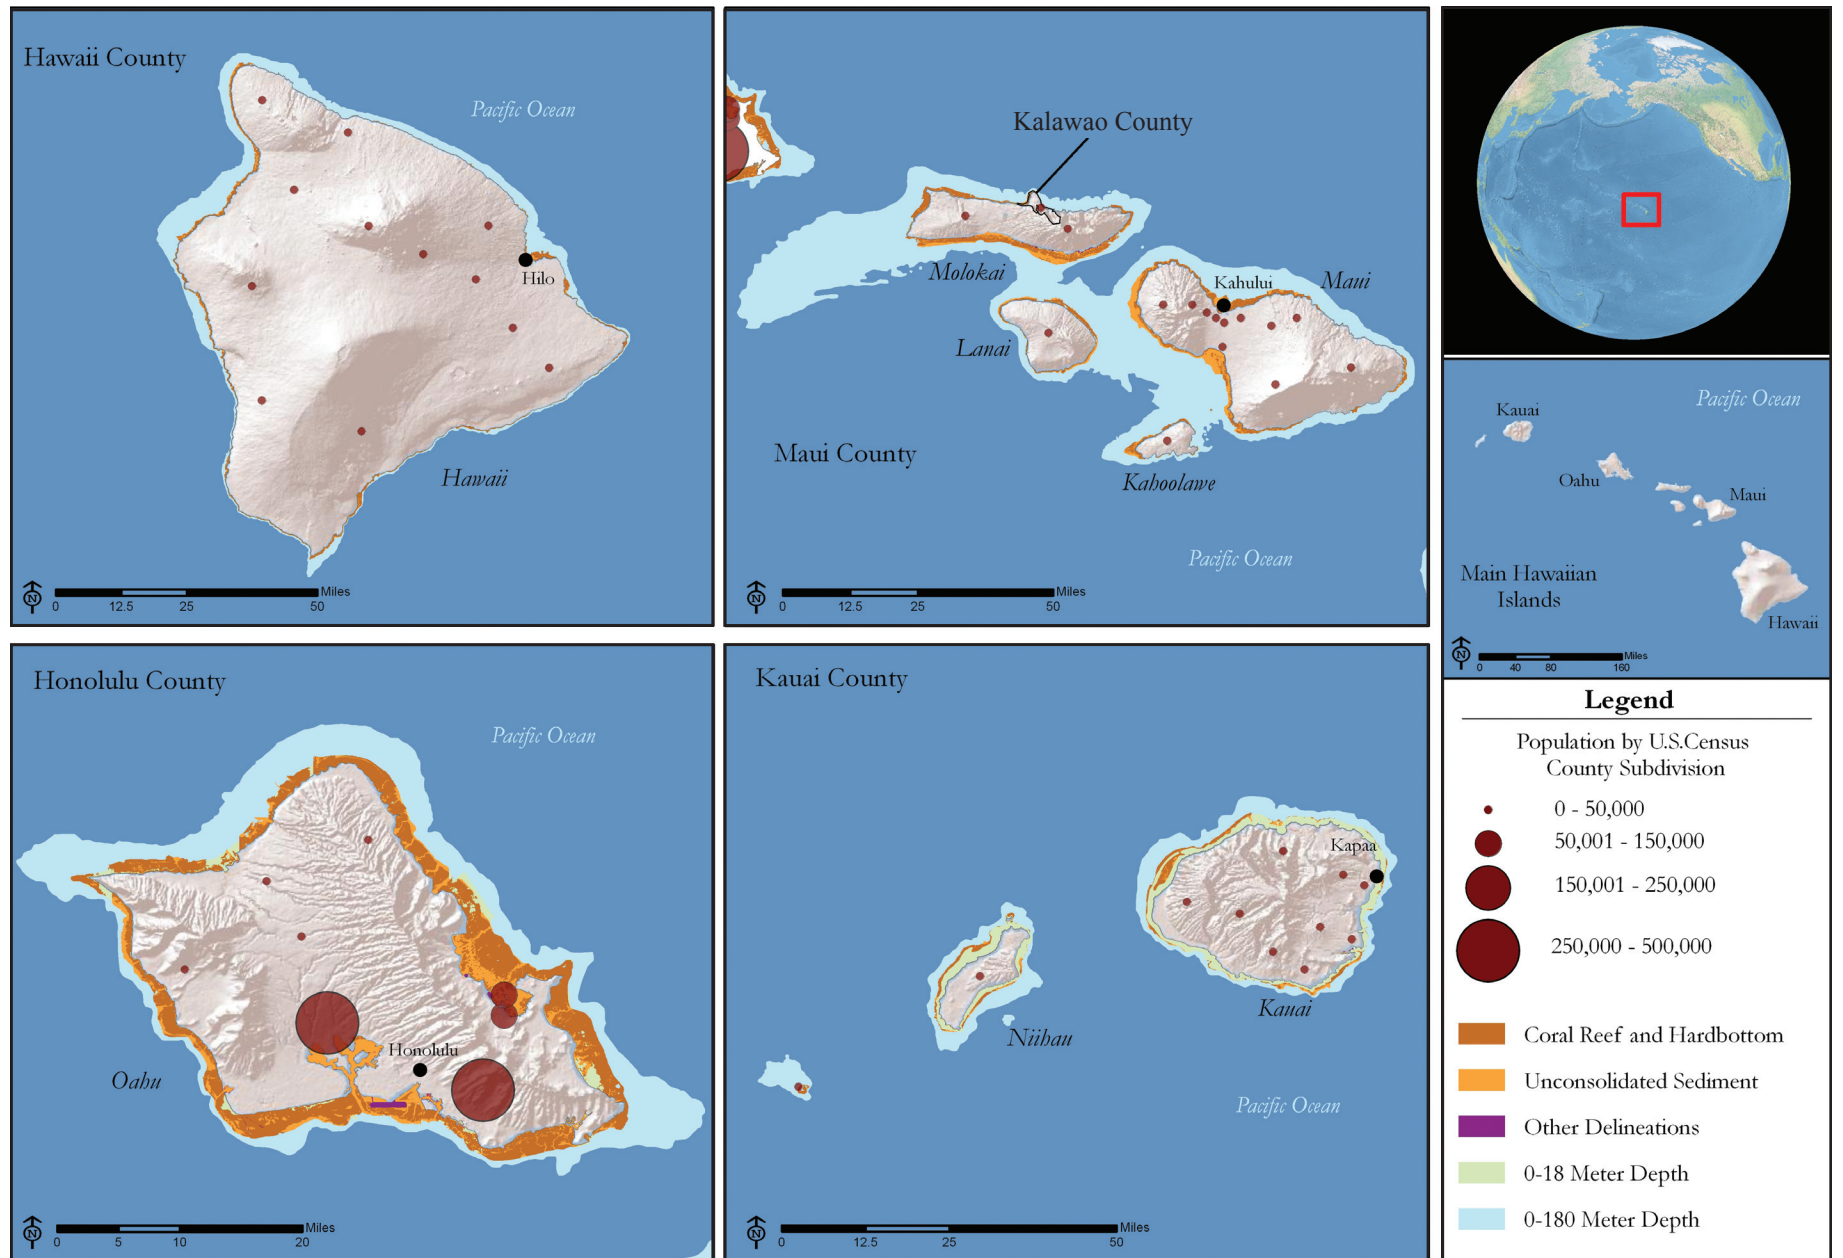 Hawaii County
Pacific Ocean
Hilo
Hawaii
N
0 12.5 25 50 Miles
Kalawao County
Molokai
Kahului
Maui
Lanai
Maui County
Kahoolawe
Pacific Ocean
N
0 12.5 25 50 Miles
Pacific Ocean
Kauai
Oahu
Maui
Main Hawaiian
Islands
Hawaii
N
0 40 80 160 Miles
Honolulu County
Pacific Ocean
Honolulu
Oahu
N
0 5 10 20 Miles
Kauai County
Kapaa
Kauai
Niihau
Pacific Ocean
N
0 12.5 25 50 Miles
Legend
Population by U.S.Census
County Subdivision
0 - 50,000
50,001 - 150,000
150,001 - 250,000
250,000 - 500,000
Coral Reef and Hardbottom
Unconsolidated Sediment
Other Delineations
0-18 Meter Depth
0-180 Meter Depth